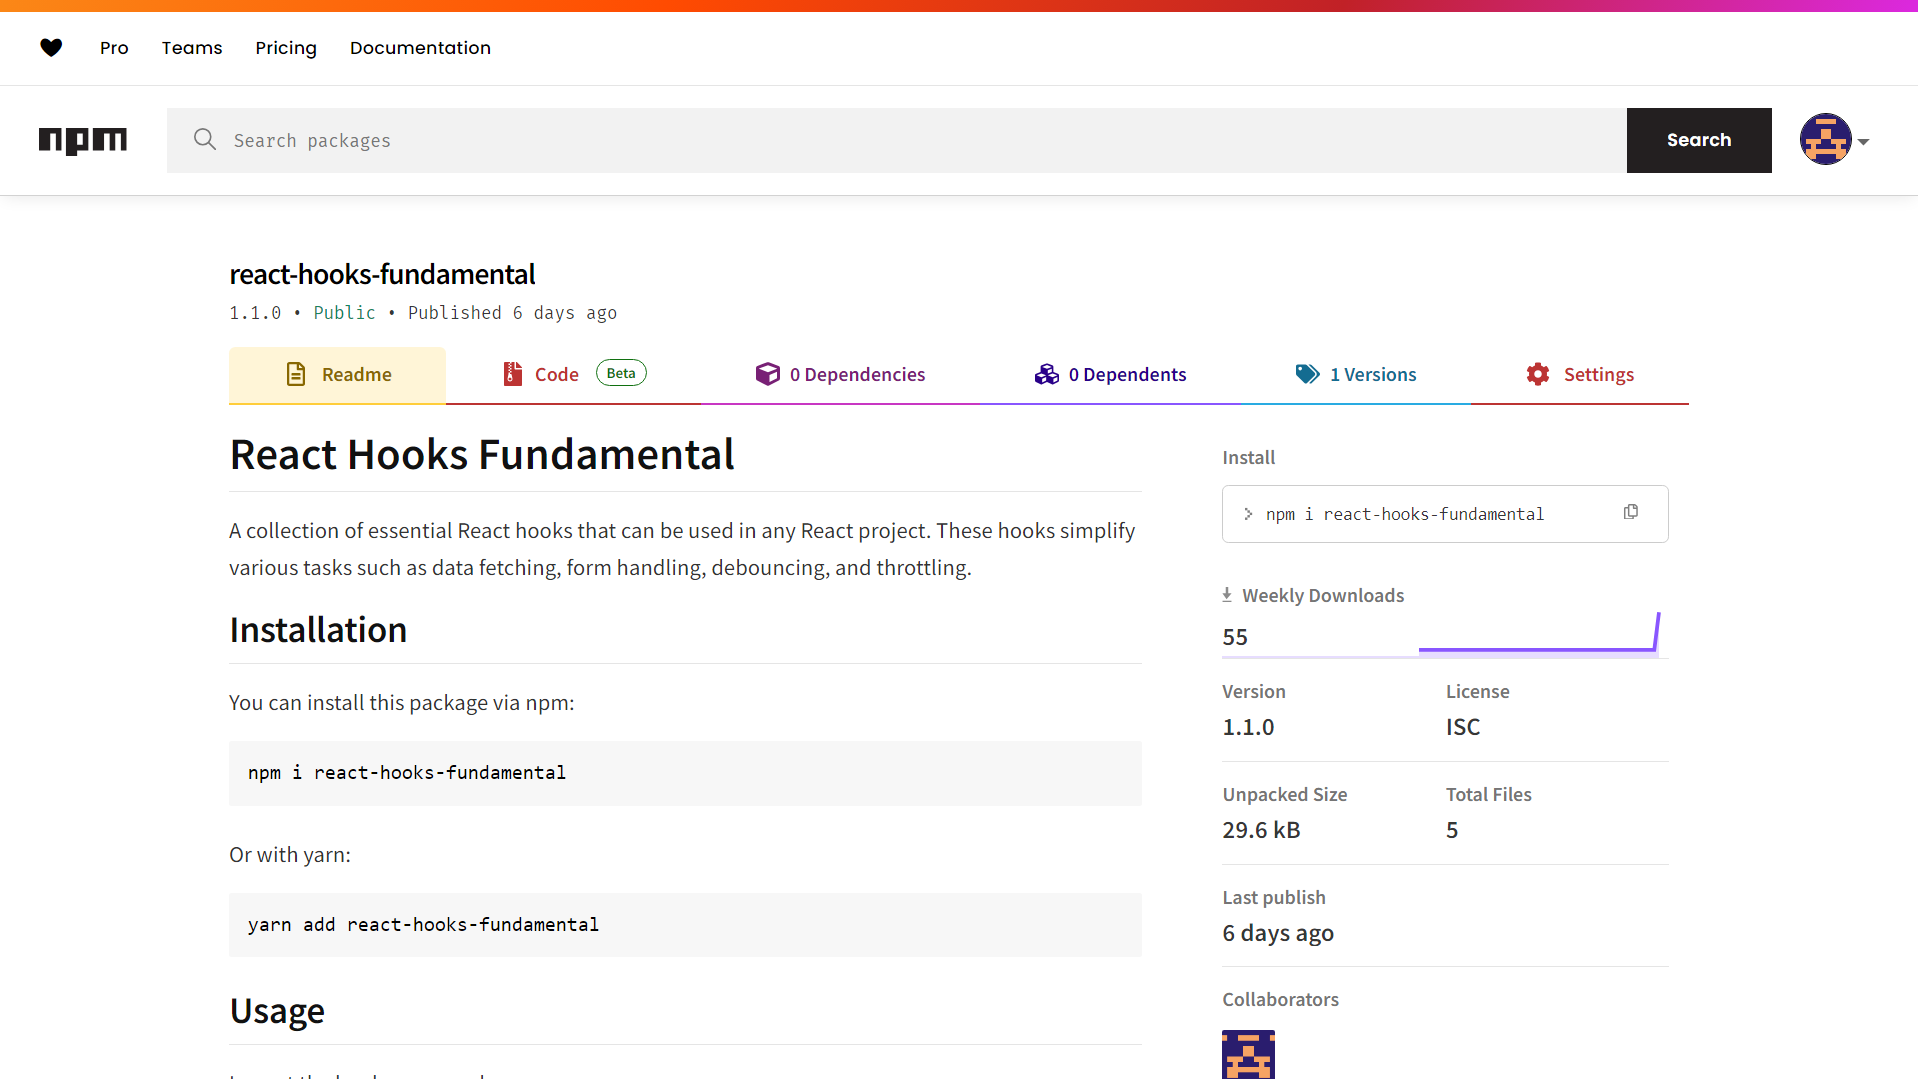 Pro Teams Pricing Documentation
npm Search packages Search
react-hooks-fundamental
1.1.0 • Public • Published 6 days ago
Readme Code Beta 0 Dependencies 0 Dependents 1 Versions Settings
React Hooks Fundamental
A collection of essential React hooks that can be used in any React project. These hooks simplify
various tasks such as data fetching, form handling, debouncing, and throttling.
Installation
You can install this package via npm:
npm i react-hooks-fundamental
Or with yarn:
yarn add react-hooks-fundamental
Usage
Install
> npm i react-hooks-fundamental
Weekly Downloads
55
Version License
1.1.0 ISC
Unpacked Size Total Files
29.6 kB 5
Last publish
6 days ago
Collaborators